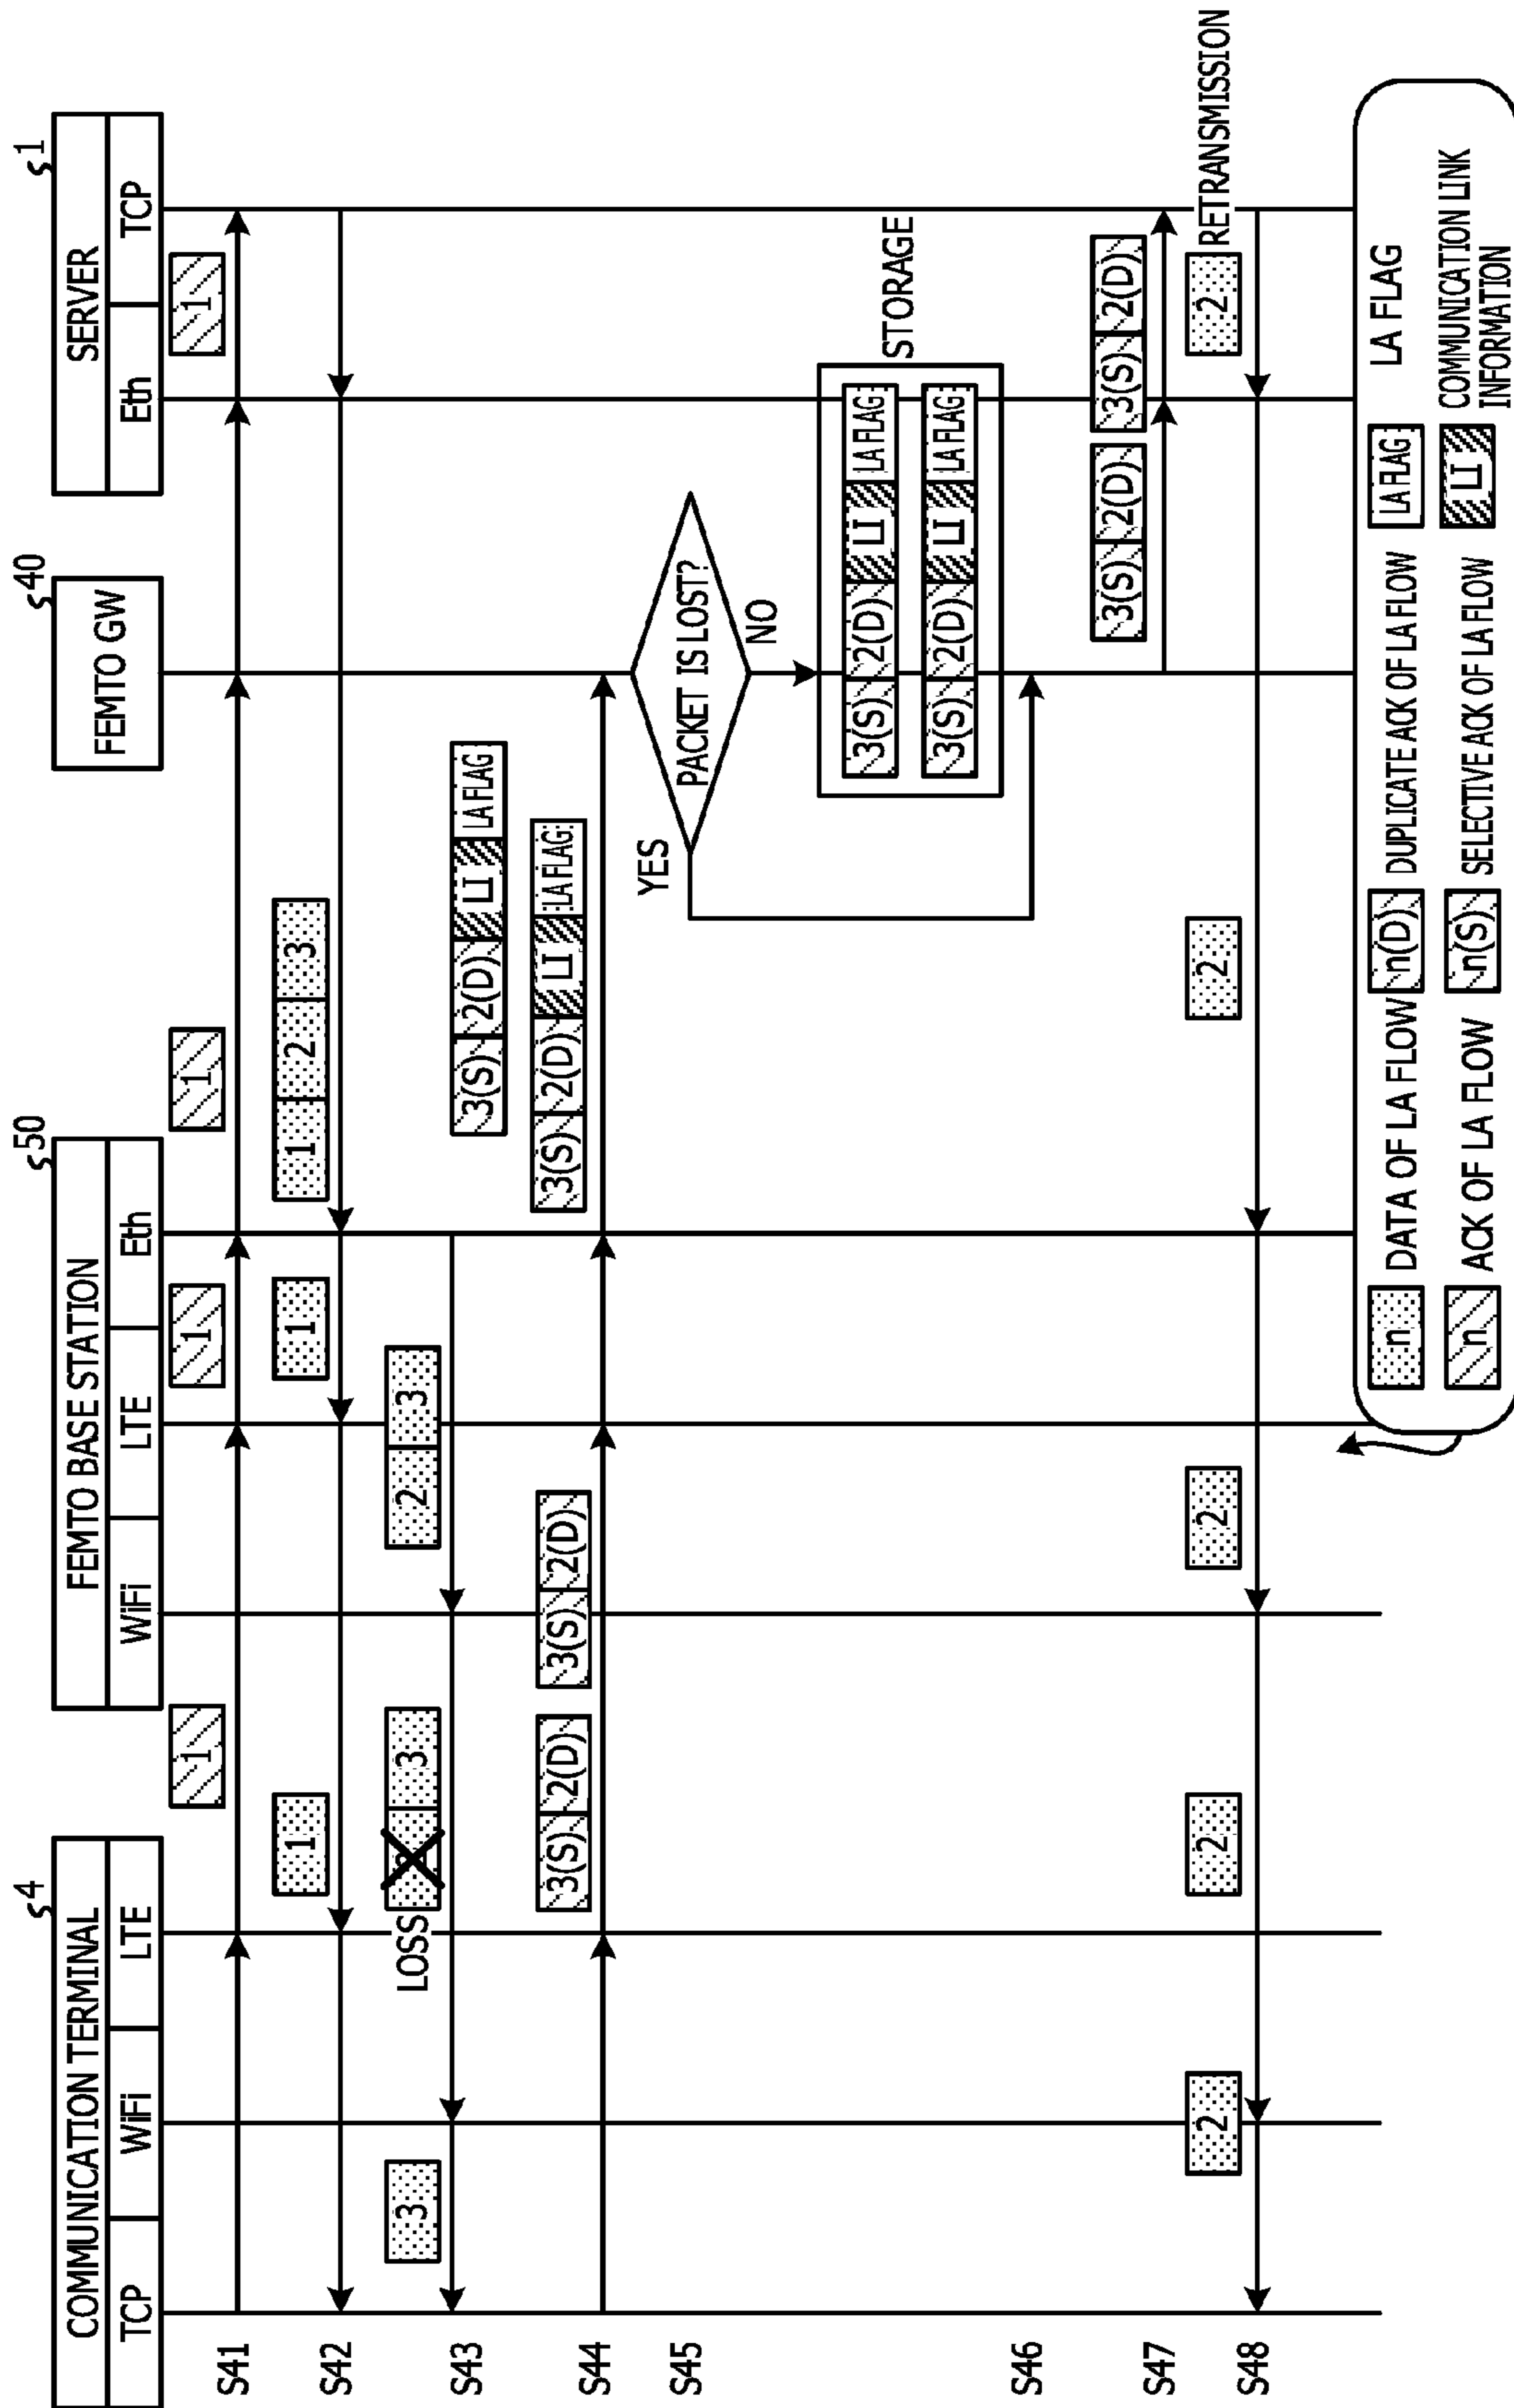 COMMUNICATION TERMINAL
4
TCP
WiFi
LTE
FEMTO BASE STATION
50
WiFi
LTE
Eth
FEMTO GW
40
SERVER
1
Eth
TCP
S41
1
1
1
1
S42
1
1
1 2 3
S43
3
LOSS
2 3
2 3
S44
3(S) 2(D)
3(S) 2(D)
3(S) 2(D) LI LA FLAG
3(S) 2(D) LI LA FLAG
S45
YES
PACKET IS LOST?
NO
3(S) 2(D) LI LA FLAG
3(S) 2(D) LI LA FLAG
STORAGE
S46
S47
3(S) 2(D)
3(S) 2(D)
S48
2
2
2
2
2
RETRANSMISSION
n DATA OF LA FLOW
n(D) DUPLICATE ACK OF LA FLOW
LA FLAG LA FLAG
n ACK OF LA FLOW
n(S) SELECTIVE ACK OF LA FLOW
LI COMMUNICATION LINK
INFORMATION